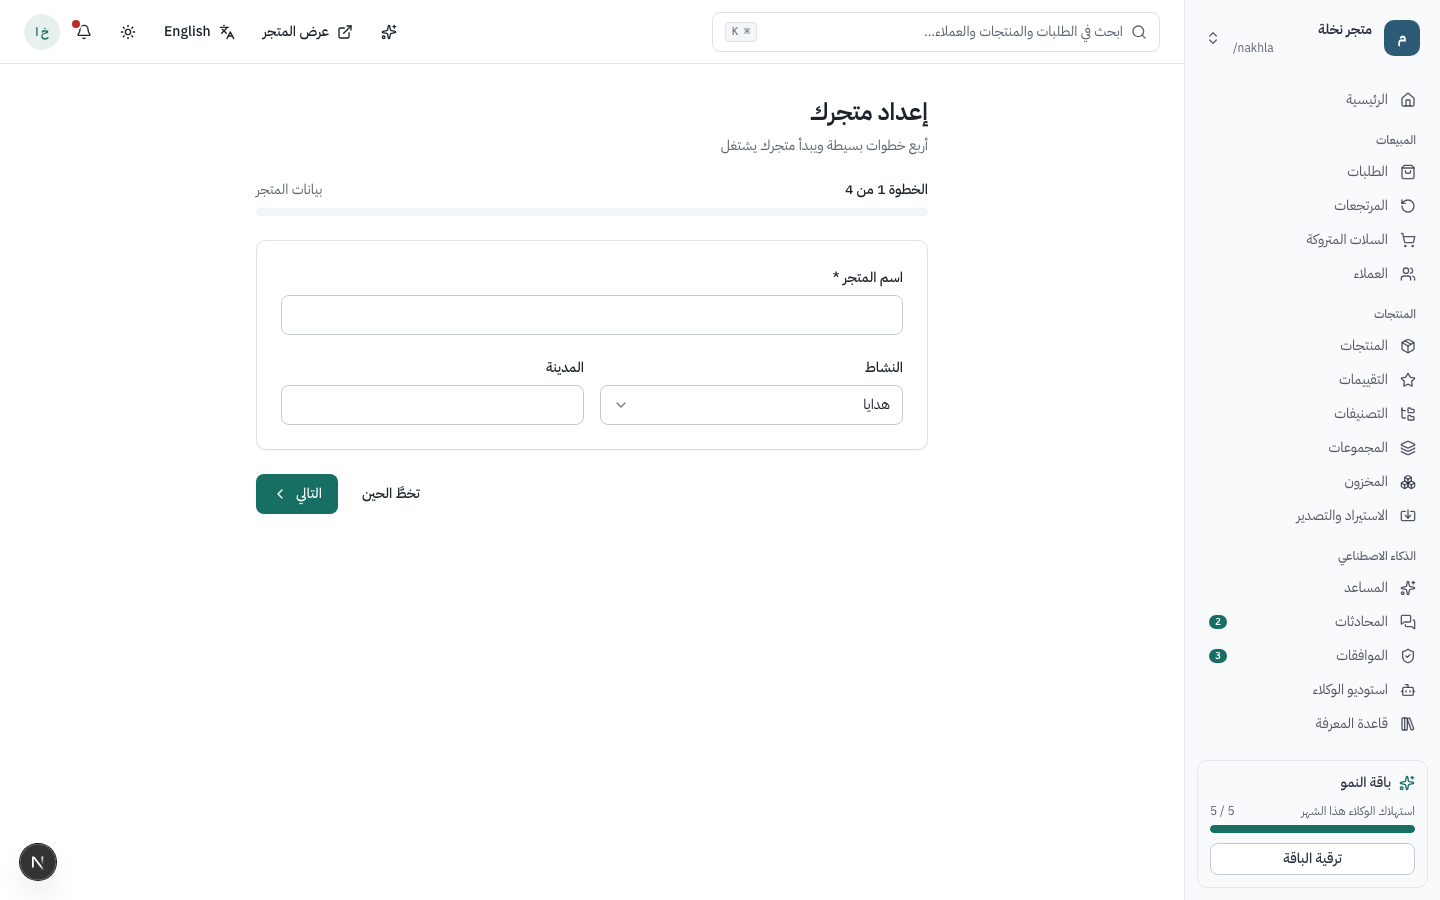 متجر نخلة
/nakhla
م
ابحث في الطلبات والمنتجات والعملاء...
⌘ K
عرض المتجر
English
خ ا
الرئيسية
المبيعات
الطلبات
المرتجعات
السلات المتروكة
العملاء
المنتجات
المنتجات
التقييمات
التصنيفات
المجموعات
المخزون
الاستيراد والتصدير
الذكاء الاصطناعي
المساعد
المحادثات 2
الموافقات 3
استوديو الوكلاء
قاعدة المعرفة
باقة النمو
استهلاك الوكلاء هذا الشهر 5 / 5
ترقية الباقة
إعداد متجرك
أربع خطوات بسيطة ويبدأ متجرك يشتغل
الخطوة 1 من 4
بيانات المتجر
اسم المتجر *
النشاط
المدينة
هدايا
تخطَّ الحين
التالي
N